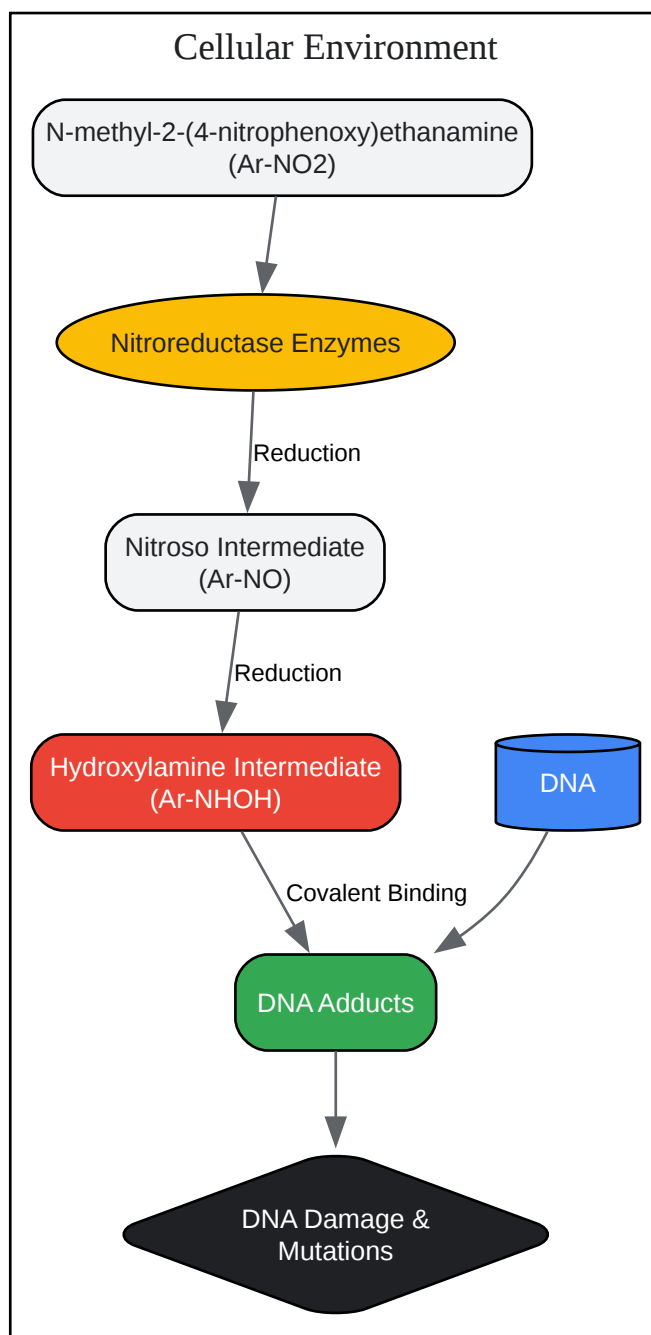 Cellular Environment
N-methyl-2-(4-nitrophenoxy)ethanamine
(Ar-NO2)
Nitroreductase Enzymes
Reduction
Nitroso Intermediate
(Ar-NO)
Reduction
Hydroxylamine Intermediate
(Ar-NHOH)
DNA
Covalent Binding
DNA Adducts
DNA Damage &
Mutations